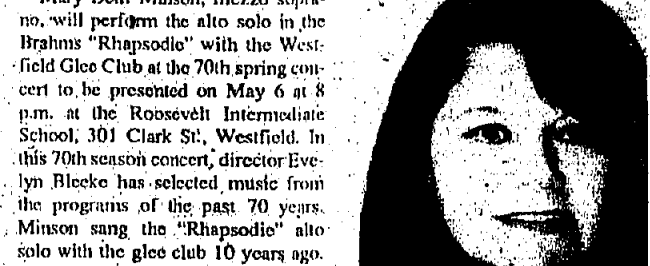 Mary Beth Minson, mezzo sopra-
no, will perform the alto solo in the
Brahms "Rhapsodie" with the West-
field Glee Club at the 70th spring con-
cert to be presented on May 6 at 8
p.m. at the Roosevelt Intermediate
School, 301 Clark St., Westfield. In
this 70th season concert, director Eve-
lyn Bleeke has selected music from
the programs of the past 70 years.
Minson sang the "Rhapsodie" alto
solo with the glee club 10 years ago.